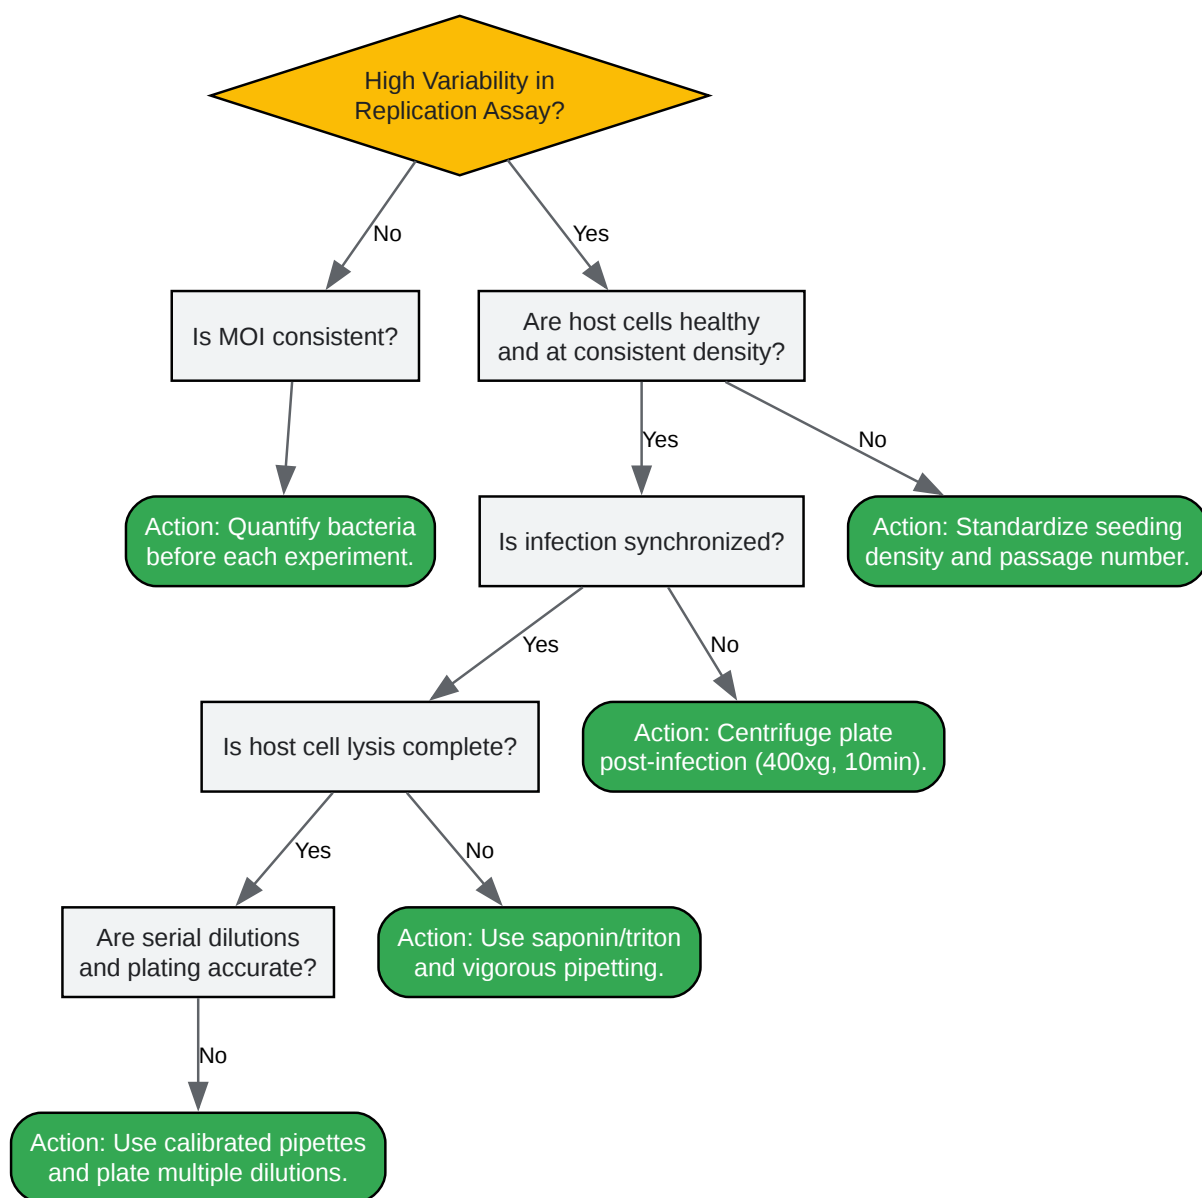 High Variability in
Replication Assay?
No
Yes
Is MOI consistent?
Are host cells healthy
and at consistent density?
Yes
No
Action: Quantify bacteria
before each experiment.
Is infection synchronized?
Action: Standardize seeding
density and passage number.
Yes
No
Is host cell lysis complete?
Action: Centrifuge plate
post-infection (400xg, 10min).
Yes
No
Are serial dilutions
and plating accurate?
Action: Use saponin/triton
and vigorous pipetting.
No
Action: Use calibrated pipettes
and plate multiple dilutions.